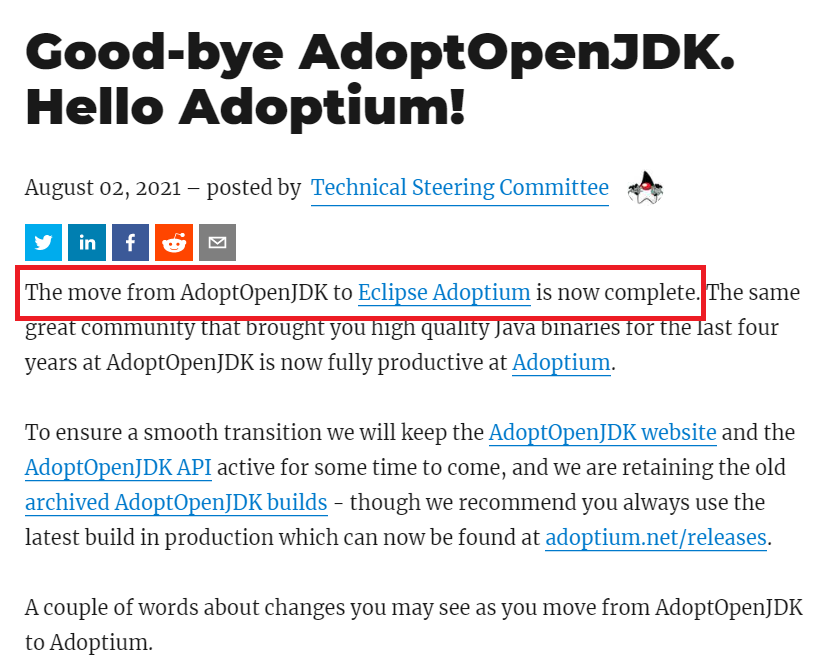 Good-bye AdoptOpenJDK.
Hello Adoptium!
August 02, 2021 – posted by Technical Steering Committee
The move from AdoptOpenJDK to Eclipse Adoptium is now complete. The same
great community that brought you high quality Java binaries for the last four
years at AdoptOpenJDK is now fully productive at Adoptium.
To ensure a smooth transition we will keep the AdoptOpenJDK website and the
AdoptOpenJDK API active for some time to come, and we are retaining the old
archived AdoptOpenJDK builds - though we recommend you always use the
latest build in production which can now be found at adoptium.net/releases.
A couple of words about changes you may see as you move from AdoptOpenJDK
to Adoptium.